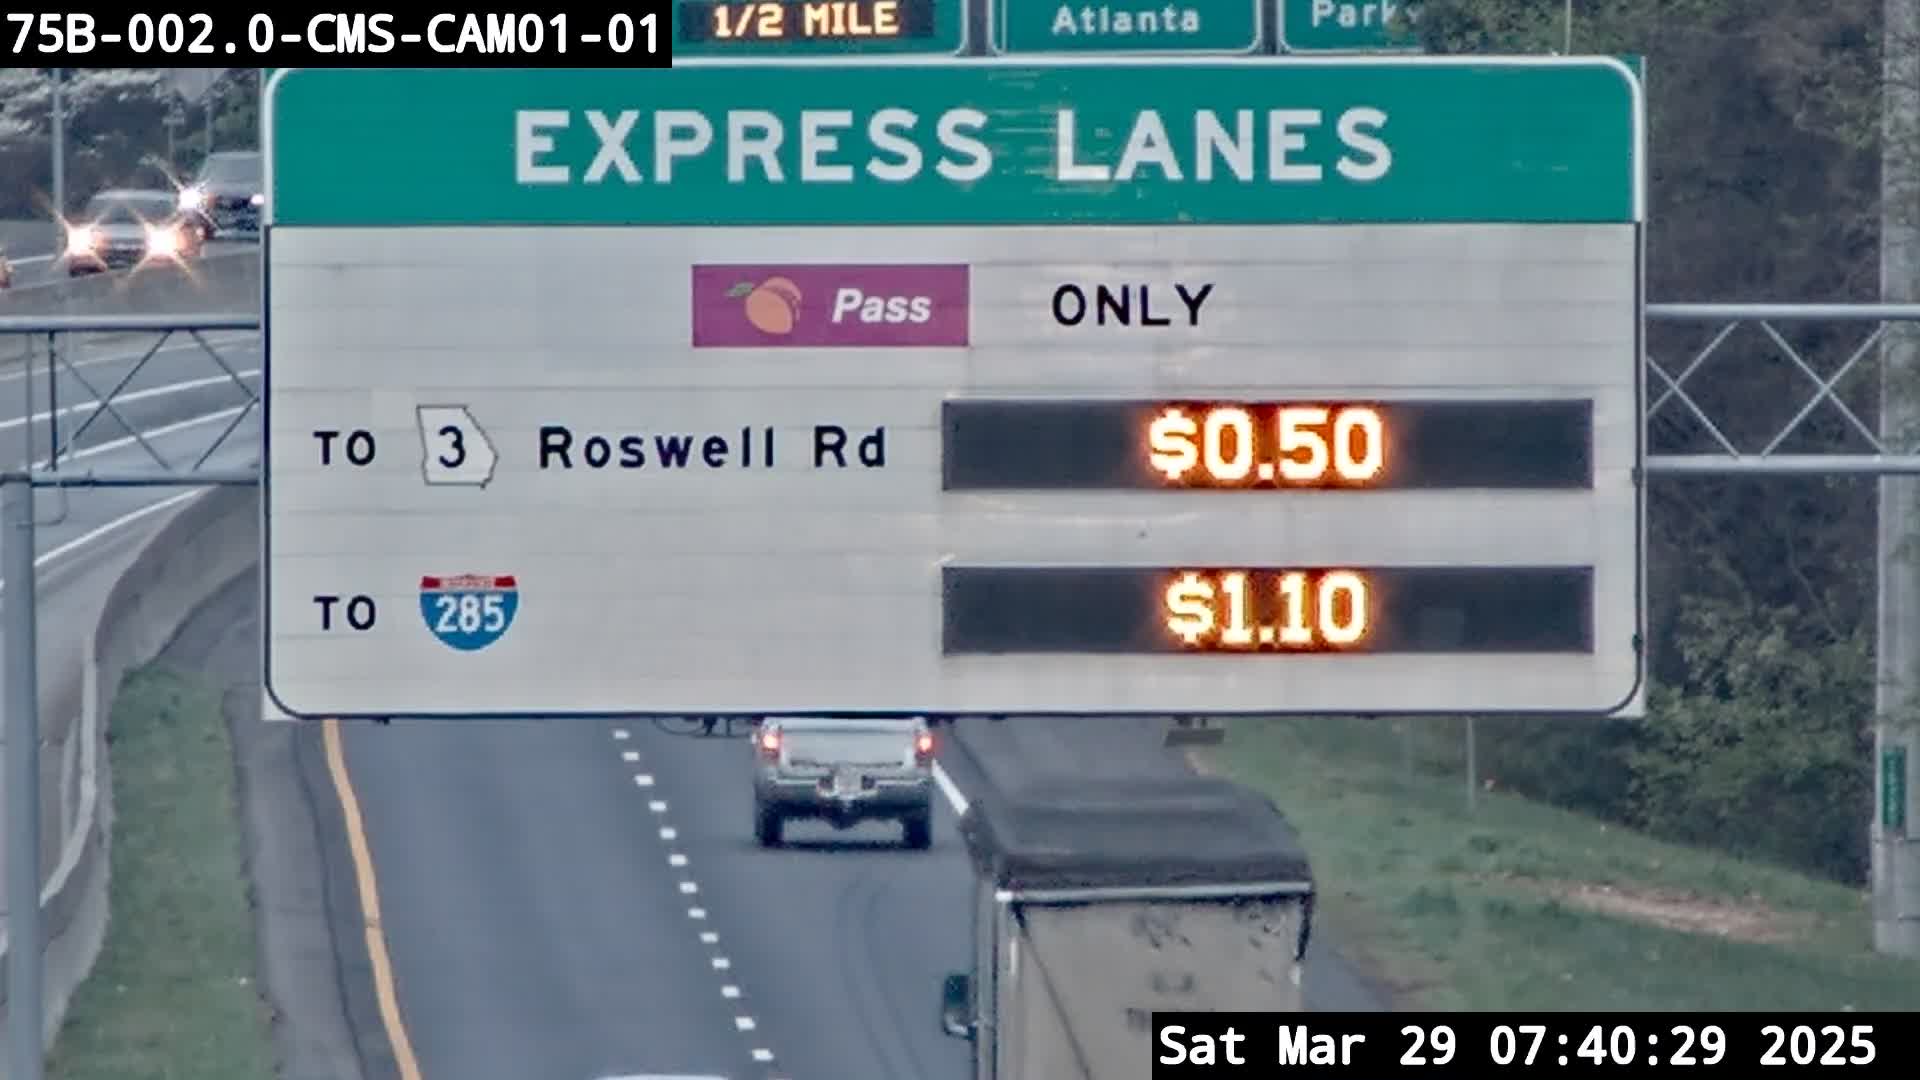 75B-002.0-CMS-CAM01-01
1/2 MILE
Atlanta
EXPRESS LANES
Pass ONLY
TO 3 Roswell Rd $0.50
TO 285 $1.10
Sat Mar 29 07:40:29 2025